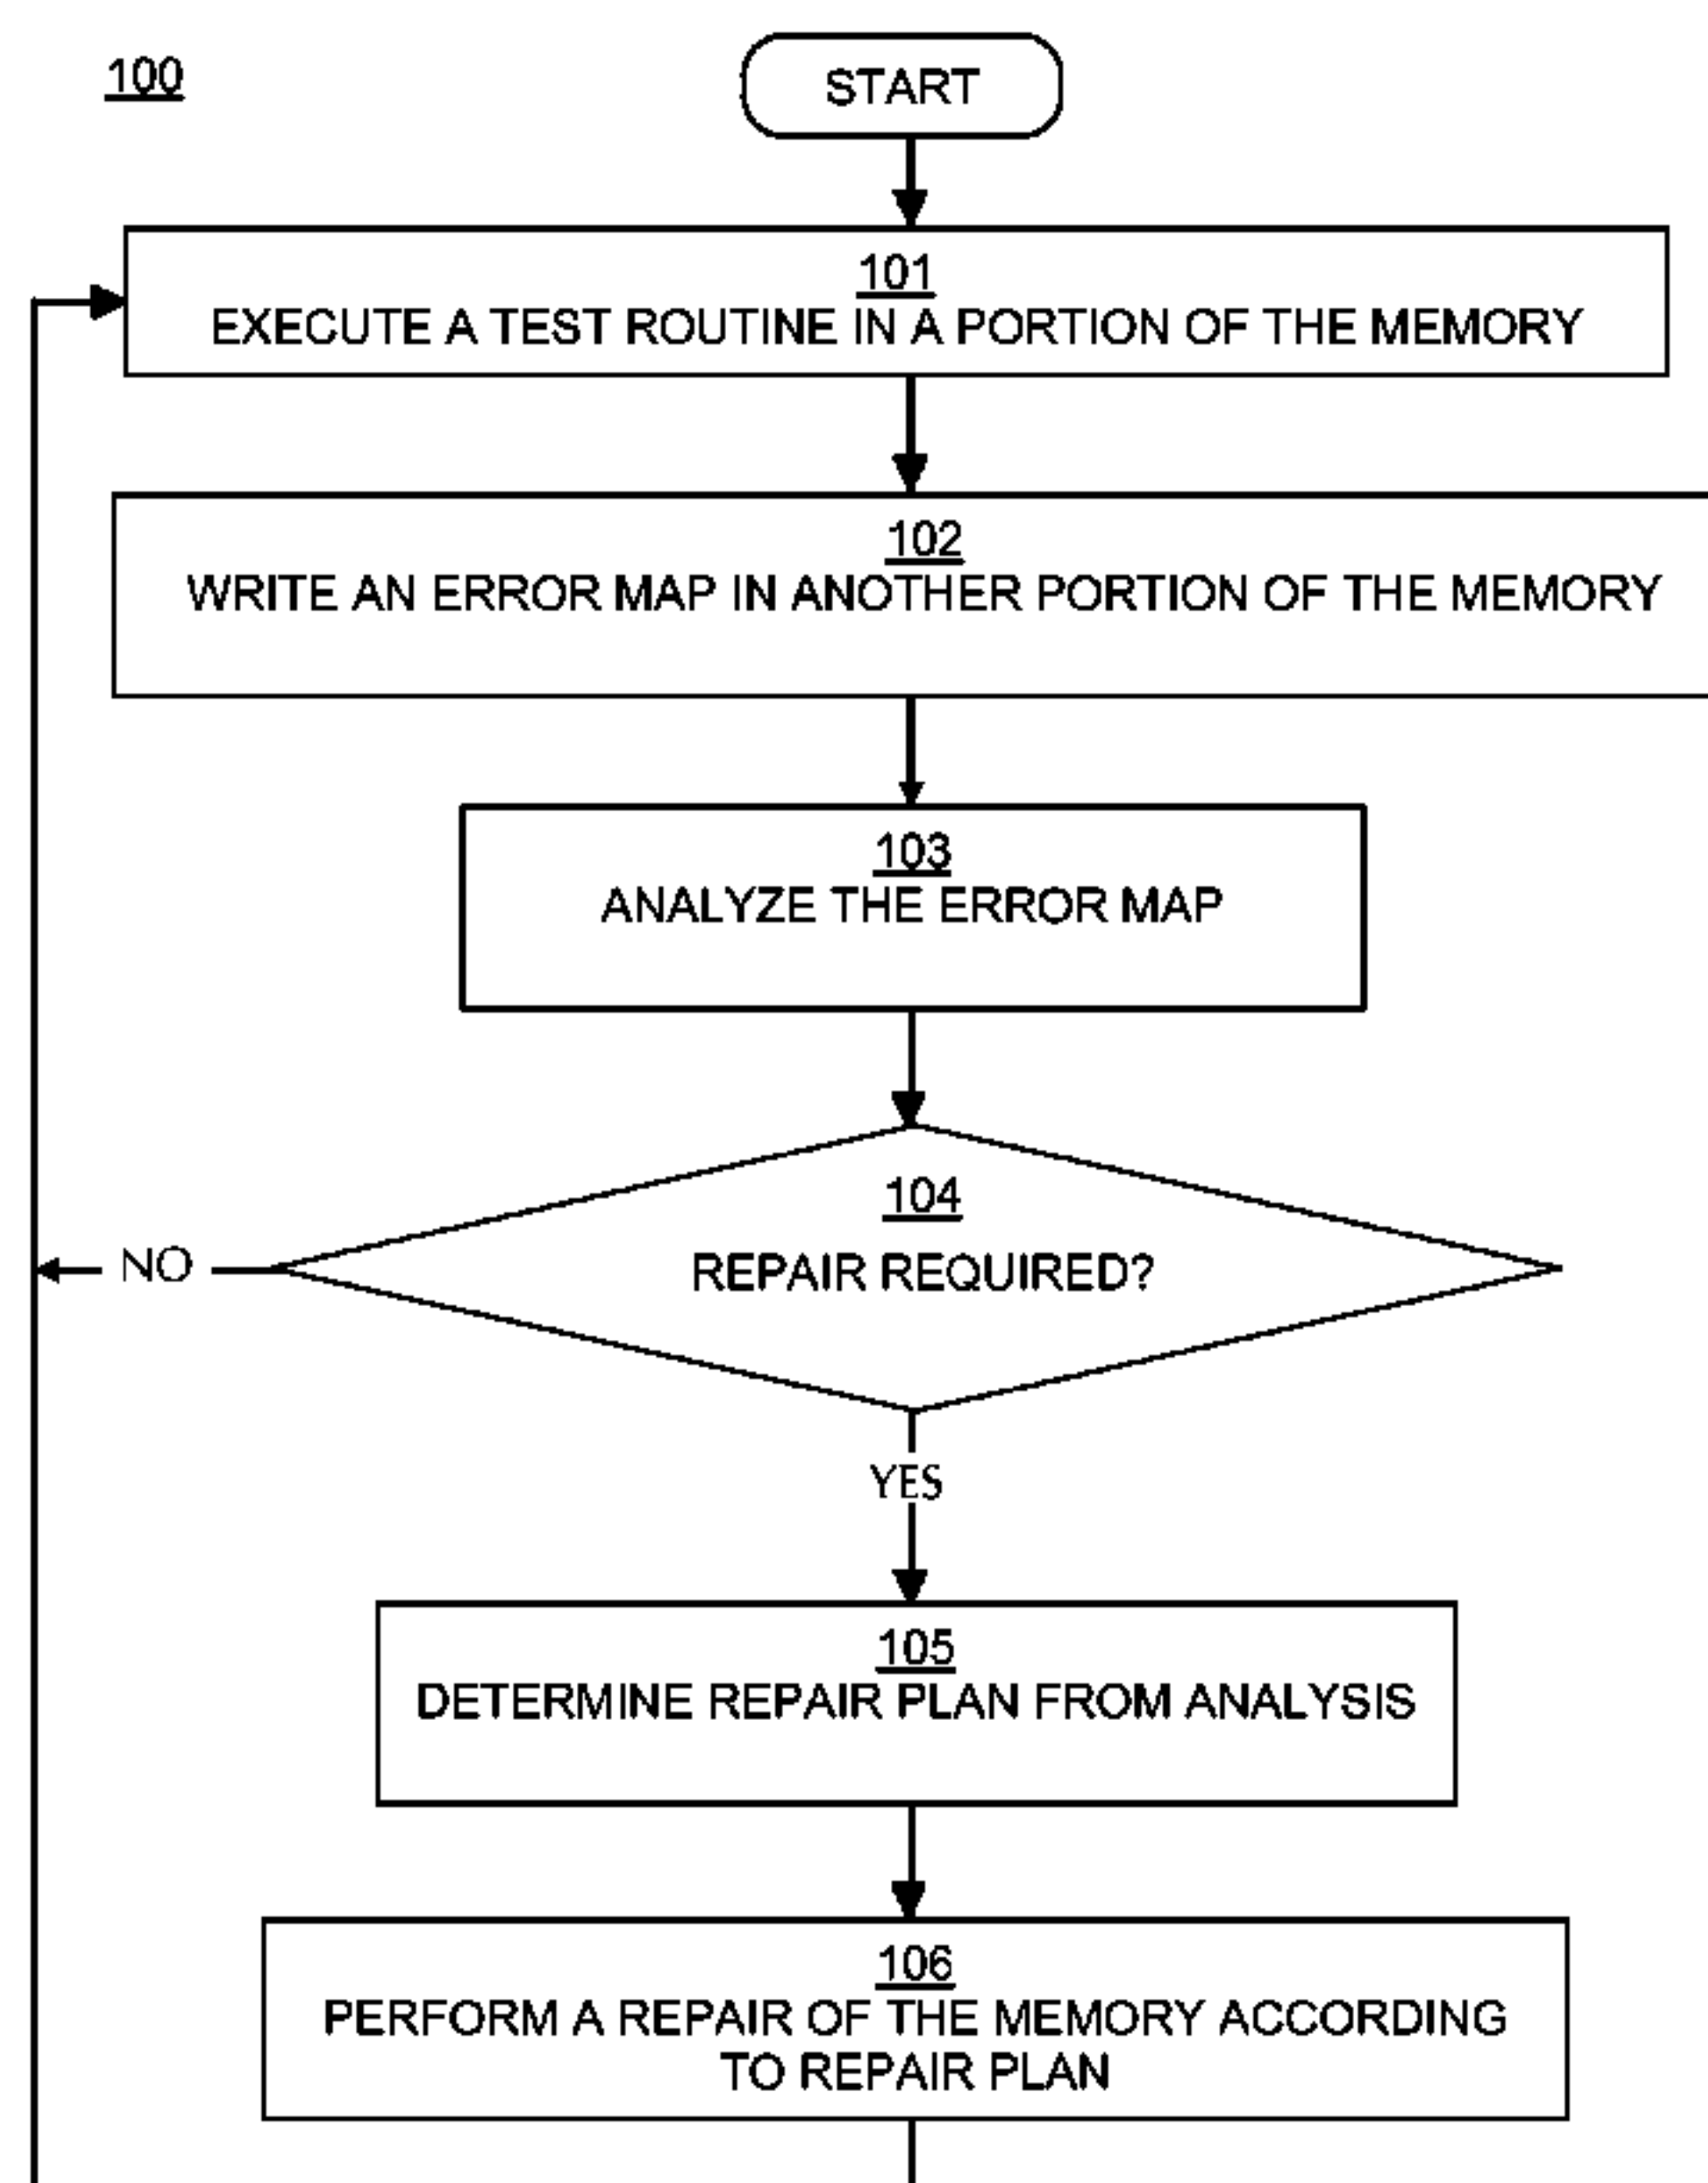 100
START
101
EXECUTE A TEST ROUTINE IN A PORTION OF THE MEMORY
102
WRITE AN ERROR MAP IN ANOTHER PORTION OF THE MEMORY
103
ANALYZE THE ERROR MAP
104
REPAIR REQUIRED?
NO
YES
105
DETERMINE REPAIR PLAN FROM ANALYSIS
106
PERFORM A REPAIR OF THE MEMORY ACCORDING
TO REPAIR PLAN